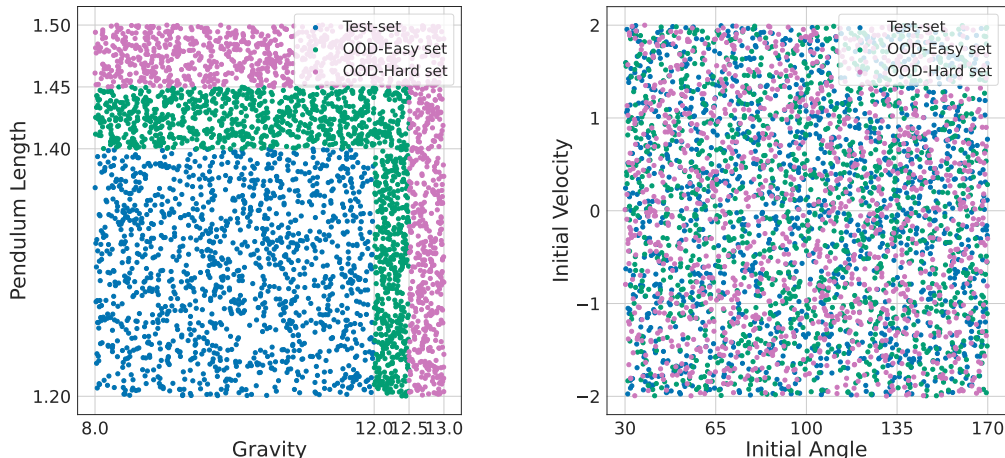 1.50
1.45
1.40
1.20
Pendulum Length
8.0
12.0
12.5
13.0
Gravity
Test-set
OOD-Easy set
OOD-Hard set
2
1
0
−1
−2
Initial Velocity
30
65
100
135
170
Initial Angle
Test-set
OOD-Easy set
OOD-Hard set